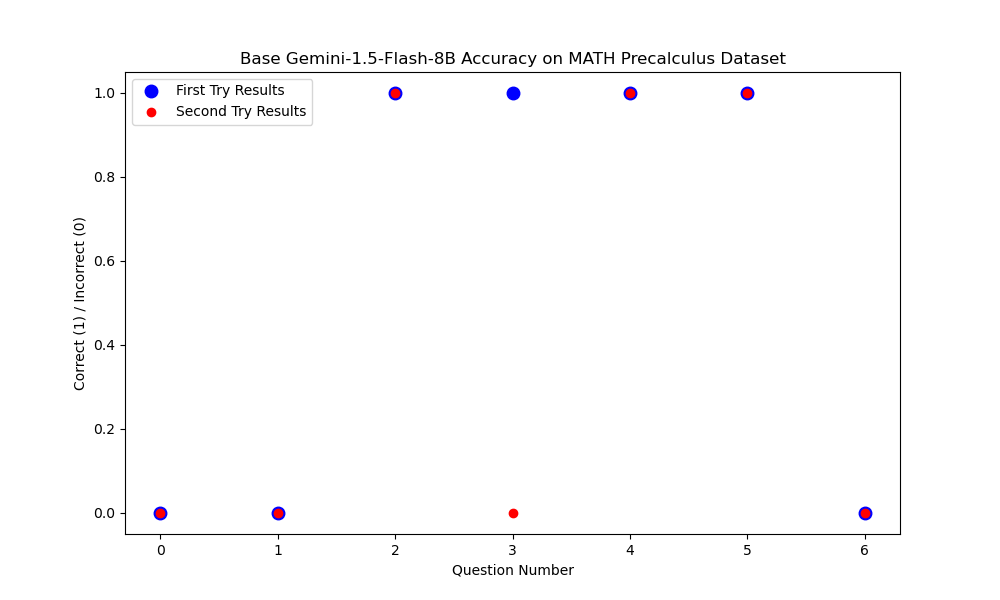 Base Gemini-1.5-Flash-8B Accuracy on MATH Precalculus Dataset
First Try Results
Second Try Results
Correct (1) / Incorrect (0)
1.0
0.8
0.6
0.4
0.2
0.0
0 1 2 3 4 5 6
Question Number